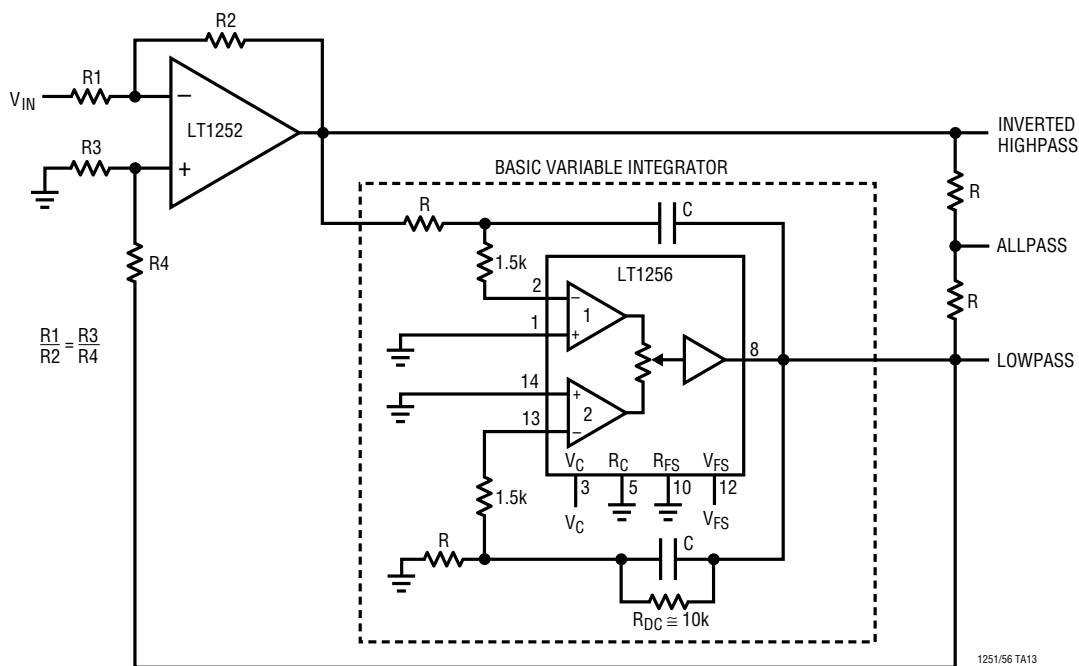 R2
R1
V_IN
LT1252
−
+
R3
R4
R1/R2 = R3/R4
INVERTED
HIGHPASS
BASIC VARIABLE INTEGRATOR
R
C
R
1.5k
LT1256
ALLPASS
2
−
1
1
+
R
8
LOWPASS
14
+
13
2
−
V_C
R_C
R_FS
V_FS
3
5
10
12
1.5k
V_C
V_FS
R
C
R_DC ≅ 10k
1251/56 TA13